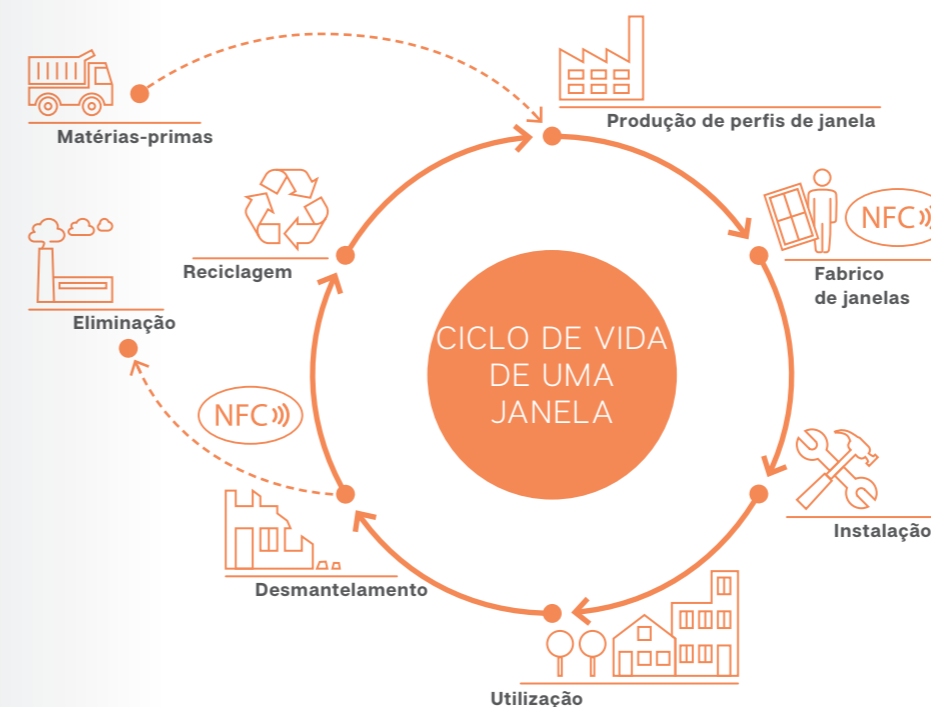 Matérias-primas
Produção de perfis de janela
NFC
Fabrico
de janelas
Reciclagem
Eliminação
CICLO DE VIDA
DE UMA
JANELA
NFC
Instalação
Desmantelamento
Utilização